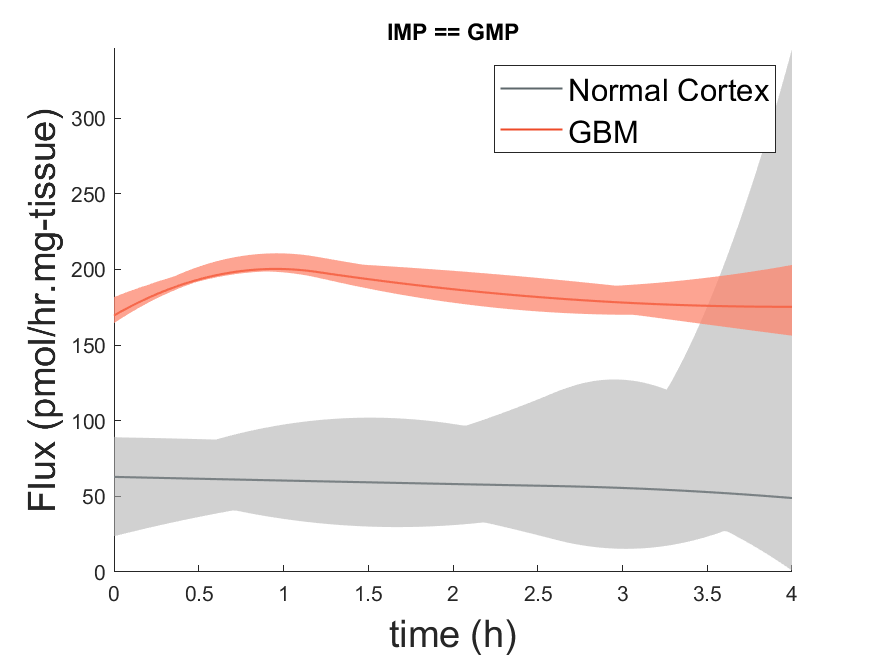 IMP == GMP
Normal Cortex
GBM
Flux (pmol/hr.mg-tissue)
300
250
200
150
100
50
0
0 0.5 1 1.5 2 2.5 3 3.5 4
time (h)